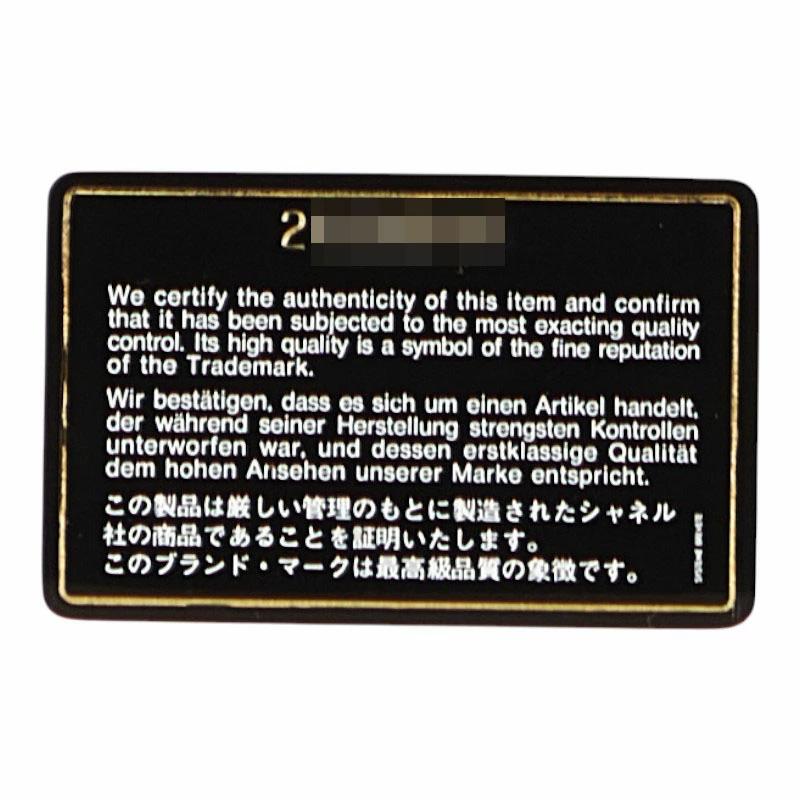 2
We certify the authenticity of this item and confirm
that it has been subjected to the most exacting quality
control. Its high quality is a symbol of the fine reputation
of the Trademark.
Wir bestätigen, dass es sich um einen Artikel handelt,
der während seiner Herstellung strengsten Kontrollen
unterworfen war, und dessen erstklassige Qualität
dem hohen Ansehen unserer Marke entspricht.
この製品は厳しい管理のもとに製造されたシャネル
社の商品であることを証明いたします。
このブランド・マークは最高級品質の象徴です。